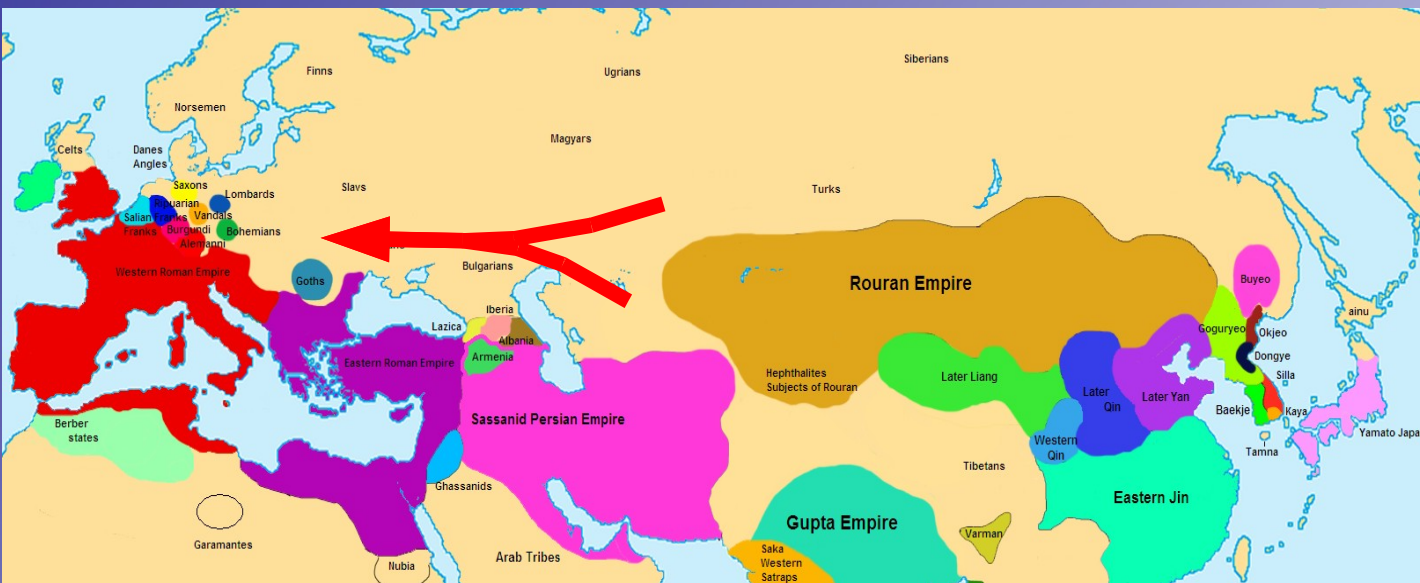 Siberians
Finns
Ugrians
Norsemen
Magyars
Celts
Danes
Angles
Saxons
Slavs
Turks
Lombards
Ripuarian
Salian Franks
Vandals
Franks
Burgundi
Bohemians
Alemanni
Western Roman Empire
Bulgarians
Goths
Rouran Empire
Buyeo
Iberia
Lazica
Albania
Armenia
Eastern Roman Empire
ainu
Goguryeo
Okjeo
Dongye
Hephthalites
Subjects of Rouran
Later Liang
Later
Qin
Later Yan
Silla
Baekje
Kaya
Yamato Japa
Tamna
Sassanid Persian Empire
Berber
states
Western
Qin
Tibetans
Ghassanids
Eastern Jin
Gupta Empire
Garamantes
Varman
Arab Tribes
Nubia
Saka
Western
Satraps